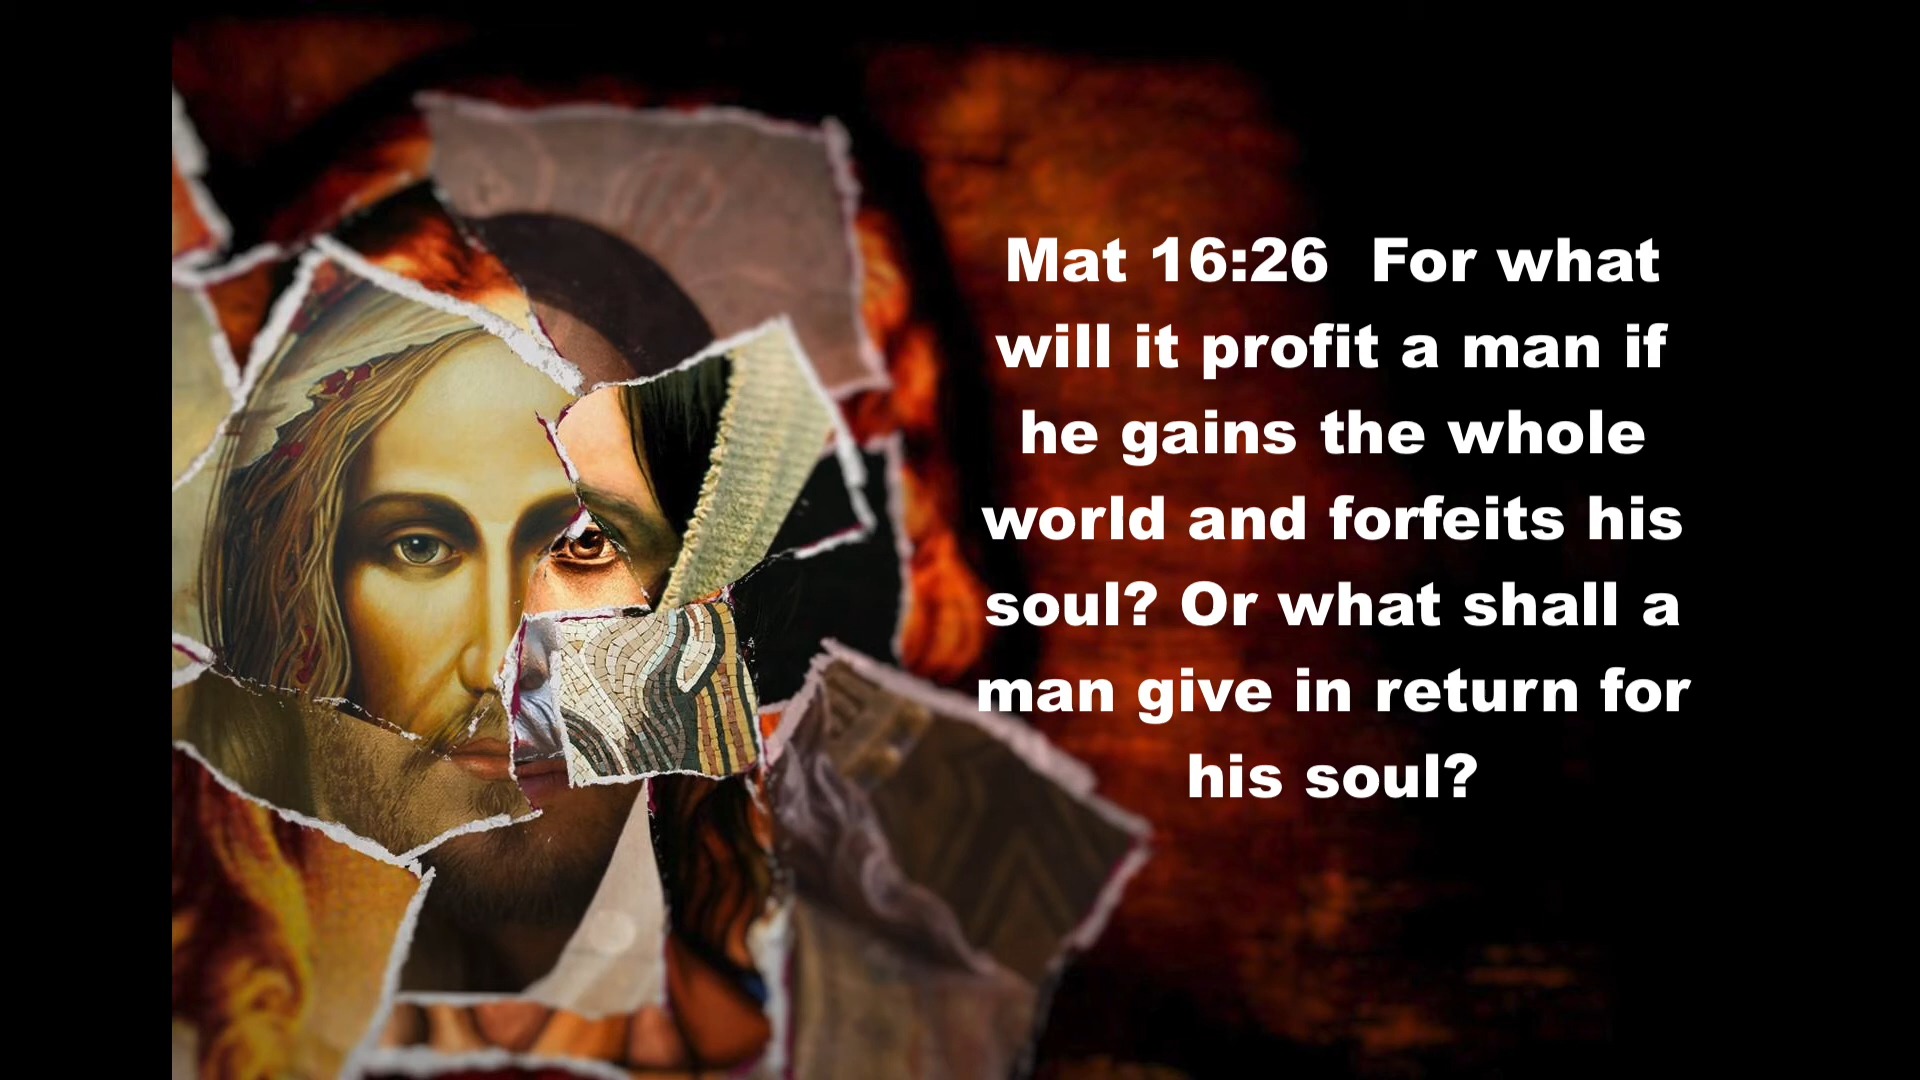 Mat 16:26  For what
will it profit a man if
he gains the whole
world and forfeits his
soul? Or what shall a
man give in return for
his soul?